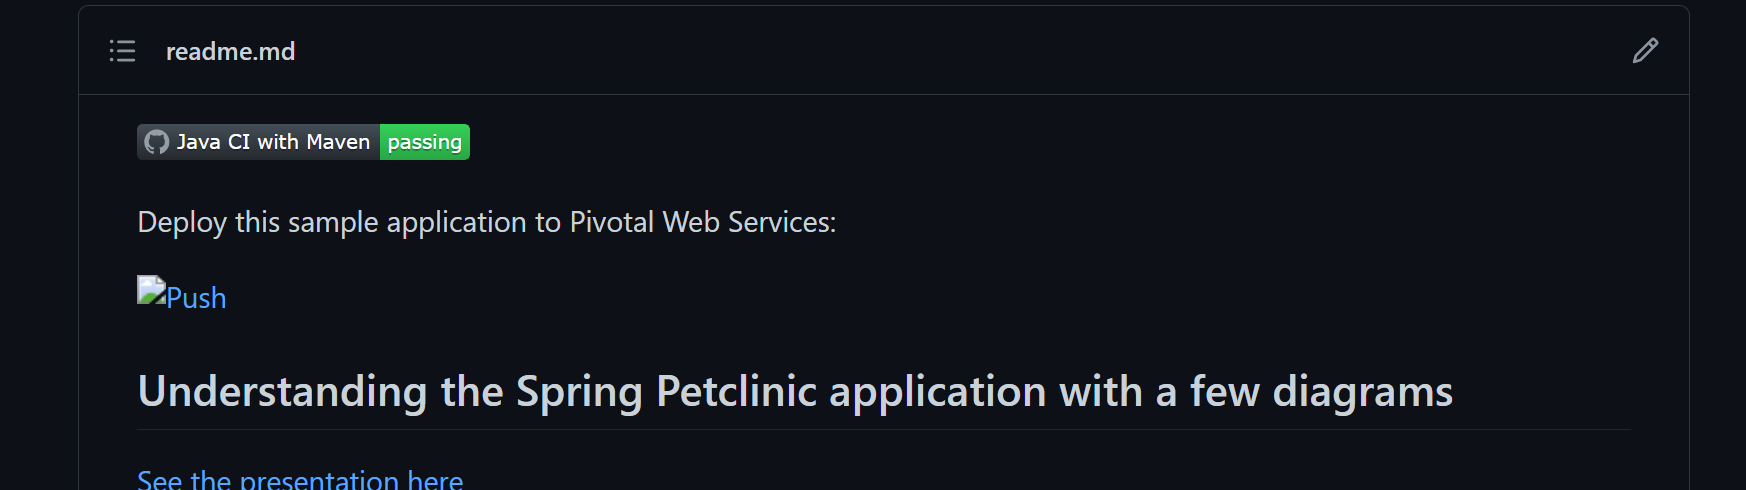 readme.md
Java CI with Maven passing
Deploy this sample application to Pivotal Web Services:
Push
Understanding the Spring Petclinic application with a few diagrams
See the presentation here